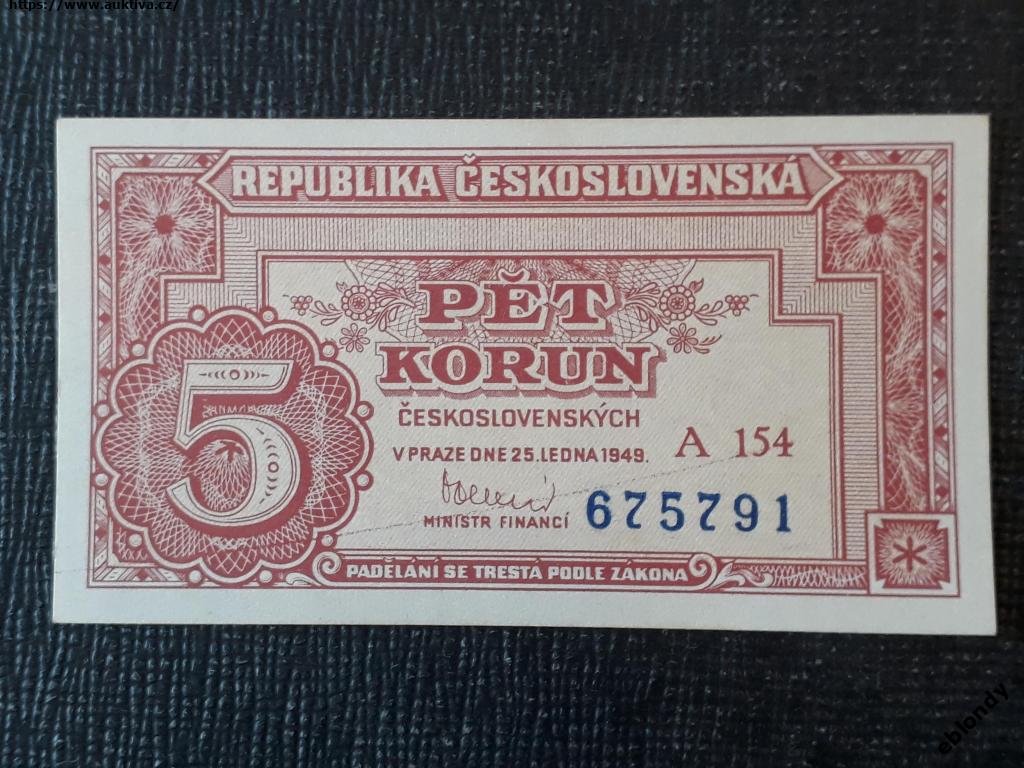 https://www.auktiva.cz/
REPUBLIKA ČESKOSLOVENSKÁ
PĚT
KORUN
ČESKOSLOVENSKÝCH
V PRAZE DNE 25. LEDNA 1949.
A 154
5
MINISTR FINANCÍ
675791
PADĚLÁNÍ SE TRESTÁ PODLE ZÁKONA
eblondy